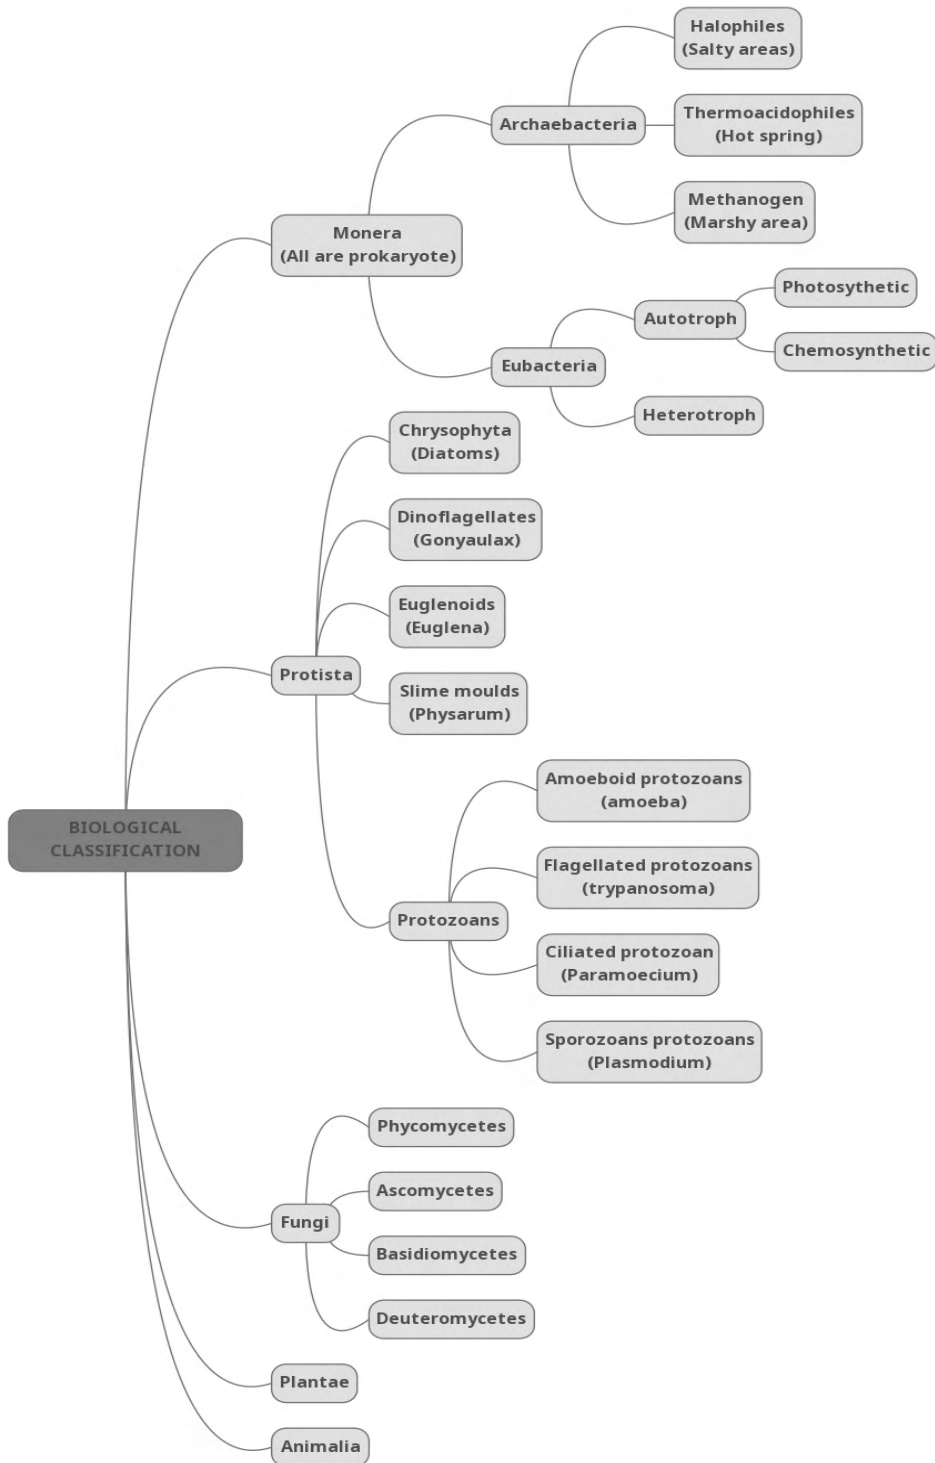 Halophiles
(Salty areas)
Archaebacteria
Thermoacidophiles
(Hot spring)
Methanogen
(Marshy area)
Monera
(All are prokaryote)
Photosythetic
Autotroph
Chemosynthetic
Eubacteria
Heterotroph
Chrysophyta
(Diatoms)
Dinoflagellates
(Gonyaulax)
Euglenoids
(Euglena)
Protista
Slime moulds
(Physarum)
Amoeboid protozoans
(amoeba)
BIOLOGICAL
CLASSIFICATION
Flagellated protozoans
(trypanosoma)
Protozoans
Ciliated protozoan
(Paramoecium)
Sporozoans protozoans
(Plasmodium)
Phycomycetes
Ascomycetes
Fungi
Basidiomycetes
Deuteromycetes
Plantae
Animalia